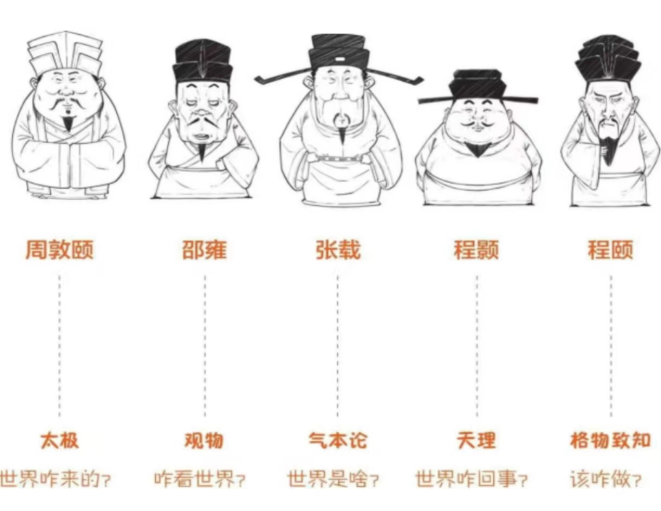 周敦颐 邵雍 张载 程颢 程颐
太极 观物 气本论 天理 格物致知
世界咋来的? 咋看世界? 世界是啥? 世界咋回事? 该咋做?